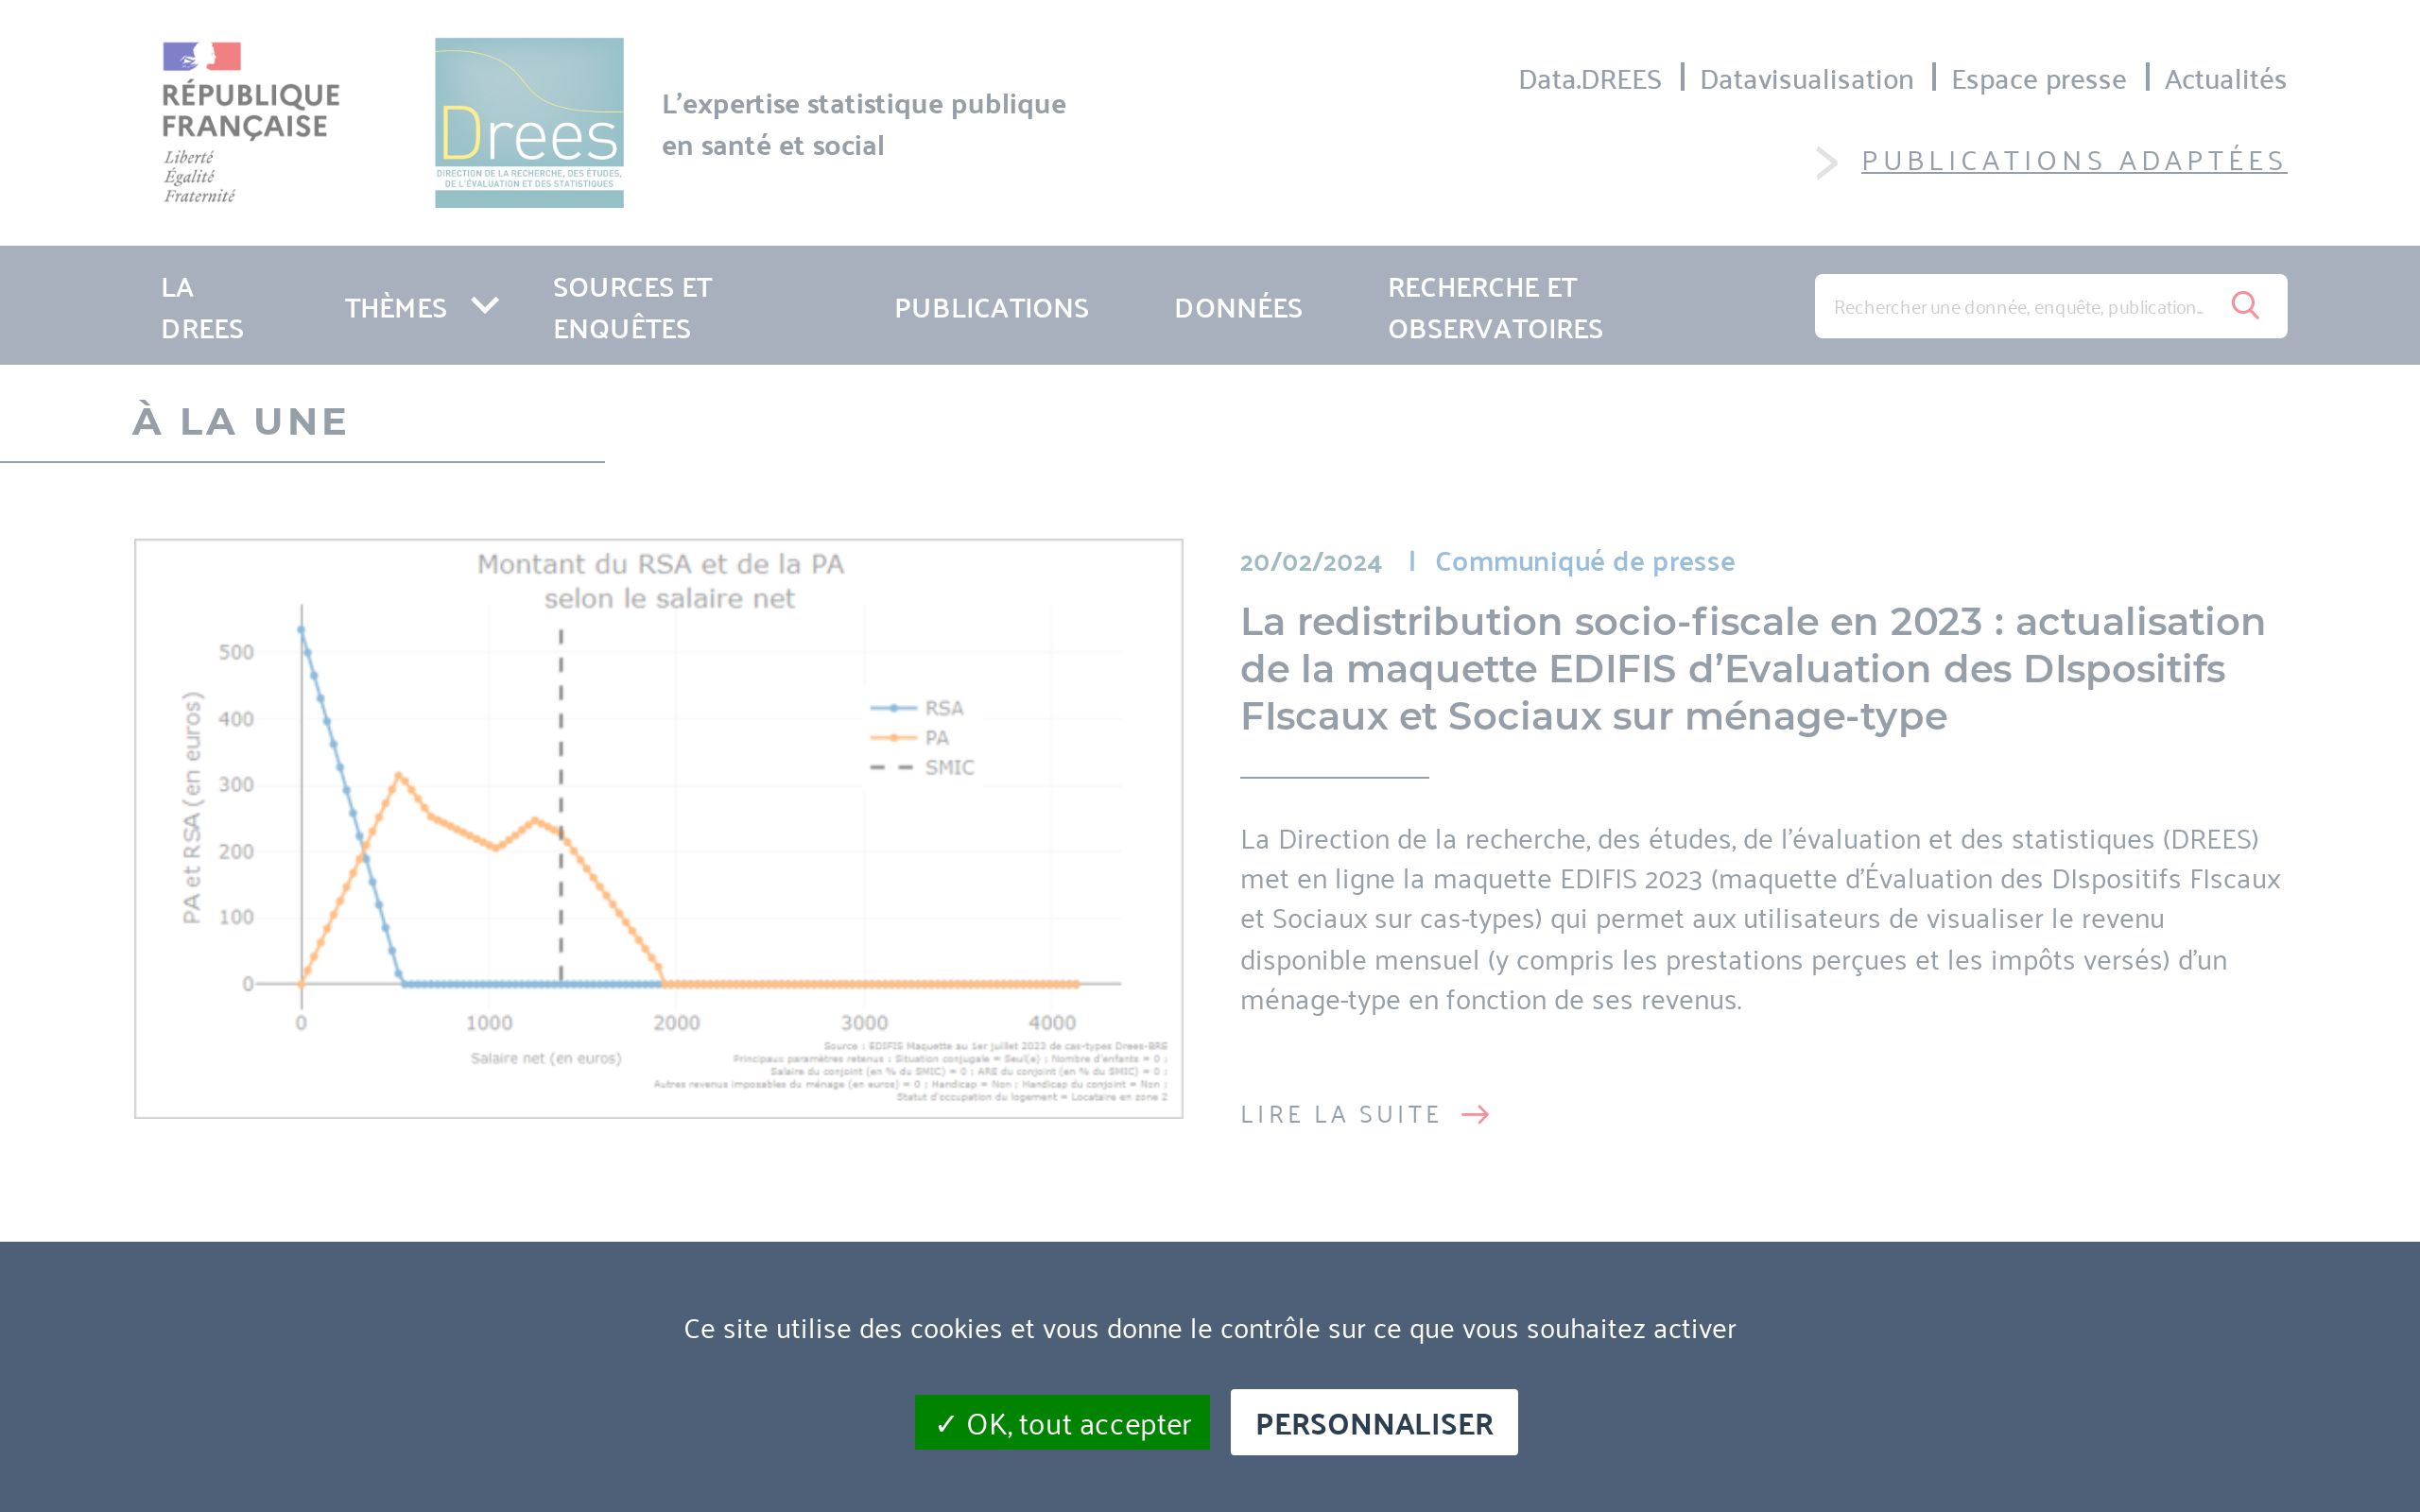 RÉPUBLIQUE
FRANÇAISE
Liberté
Égalité
Fraternité
Drees
DIRECTION DE LA RECHERCHE, DES ÉTUDES,
DE L'ÉVALUATION ET DES STATISTIQUES
L'expertise statistique publique
en santé et social
Data.DREES
Datavisualisation
Espace presse
Actualités
PUBLICATIONS ADAPTÉES
LA
DREES
THÈMES
SOURCES ET
ENQUÊTES
PUBLICATIONS
DONNÉES
RECHERCHE ET
OBSERVATOIRES
Rechercher une donnée, enquête, publication...
À LA UNE
Montant du RSA et de la PA
selon le salaire net
PA et RSA (en euros)
500
400
300
200
100
0
RSA
PA
SMIC
0
1000
2000
3000
4000
Salaire net (en euros)
Source : EDIFIS Maquette au 1er juillet 2023 de cas-types Drees-BRE
Principaux paramètres retenus : Situation conjugale = Seul(e) ; Nombre d'enfants = 0 ;
Salaire du conjoint (en % du SMIC) = 0 ; ARE du conjoint (en % du SMIC) = 0 ;
Autres revenus imposables du ménage (en euros) = 0 ; Handicap = Non ; Handicap du conjoint = Non ;
Statut d'occupation du logement = Locataire en zone 2
20/02/2024 | Communiqué de presse
La redistribution socio-fiscale en 2023 : actualisation
de la maquette EDIFIS d’Evaluation des DIspositifs
FIscaux et Sociaux sur ménage-type
La Direction de la recherche, des études, de l’évaluation et des statistiques (DREES)
met en ligne la maquette EDIFIS 2023 (maquette d’Évaluation des DIspositifs FIscaux
et Sociaux sur cas-types) qui permet aux utilisateurs de visualiser le revenu
disponible mensuel (y compris les prestations perçues et les impôts versés) d’un
ménage-type en fonction de ses revenus.
LIRE LA SUITE
Ce site utilise des cookies et vous donne le contrôle sur ce que vous souhaitez activer
✓ OK, tout accepter
PERSONNALISER